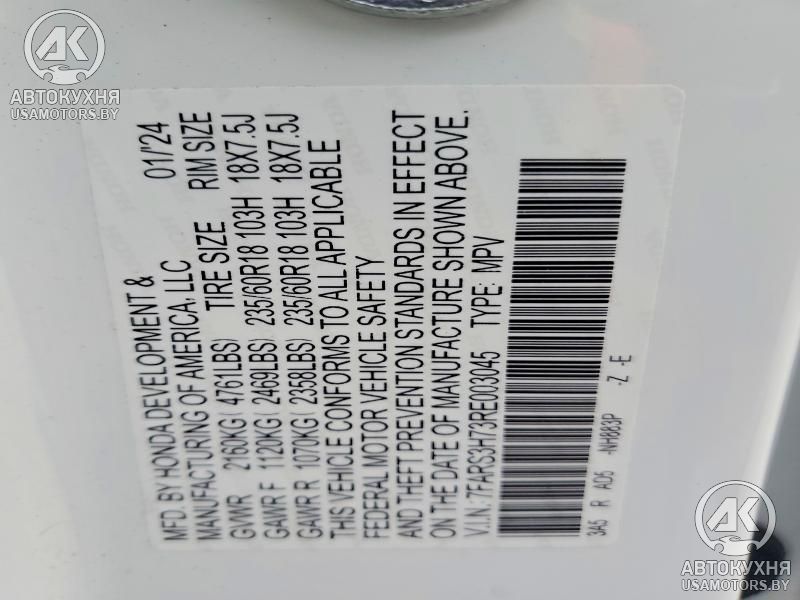 AK
АВТОКУХНЯ
USAMOTORS.BY
MFD. BY HONDA DEVELOPMENT & 01/'24
MANUFACTURING OF AMERICA, LLC
TIRE SIZE RIM SIZE
GVWR 2160KG( 4761LBS)
GAWR F 1120KG( 2469LBS) 235/60R18 103H 18X7.5J
GAWR R 1070KG( 2358LBS) 235/60R18 103H 18X7.5J
THIS VEHICLE CONFORMS TO ALL APPLICABLE
FEDERAL MOTOR VEHICLE SAFETY
AND THEFT PREVENTION STANDARDS IN EFFECT
ON THE DATE OF MANUFACTURE SHOWN ABOVE.
V.I.N: 7FARS3H73RE003045 TYPE: MPV
3A5 R AD5 -NH883P -Z -E
AK
АВТОКУХНЯ
USAMOTORS.BY